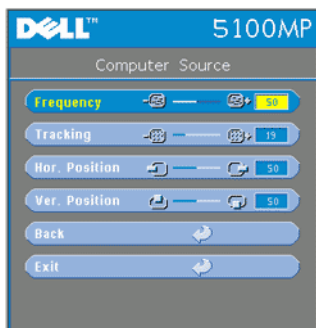 DELL™ 5100MP
Computer Source
Frequency 50
Tracking 19
Hor. Position 50
Ver. Position 50
Back
Exit